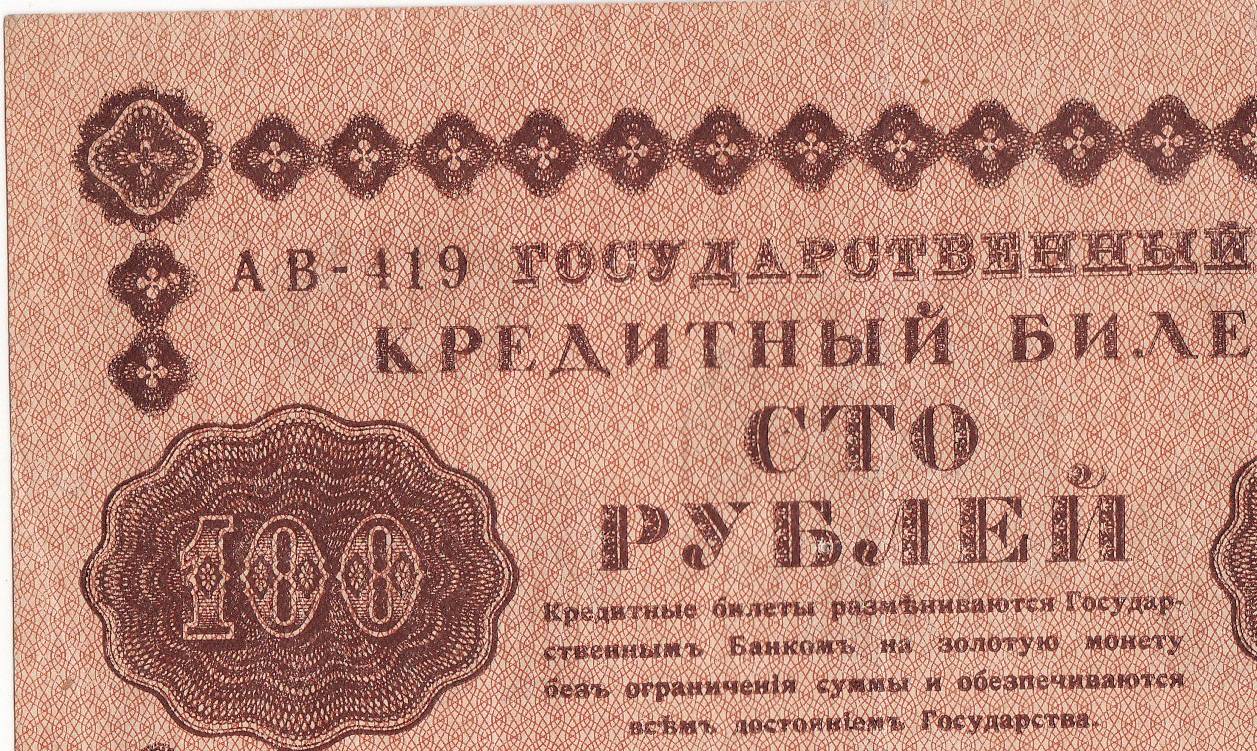 АВ-419 ГОСУДАРСТВЕННЫЙ
КРЕДИТНЫЙ БИЛЕ
СТО
РУБЛЕЙ
100
Кредитные билеты размѣниваются Государ-
ственнымъ Банкомъ на золотую монету
безъ ограниченія суммы и обезпечиваются
всѣмъ достояніемъ Государства.